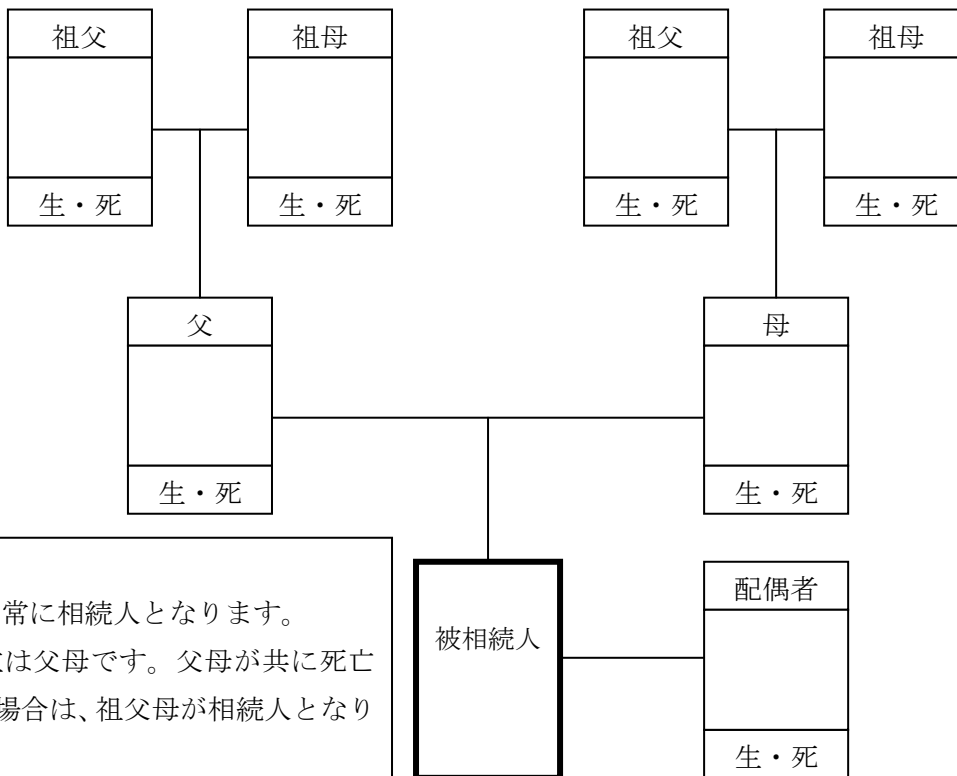 祖父
祖母
祖父
祖母
生・死
生・死
生・死
生・死
父
母
生・死
生・死
配偶者
常に相続人となります。
は父母です。父母が共に死亡
場合は、祖父母が相続人となり
被相続人
生・死